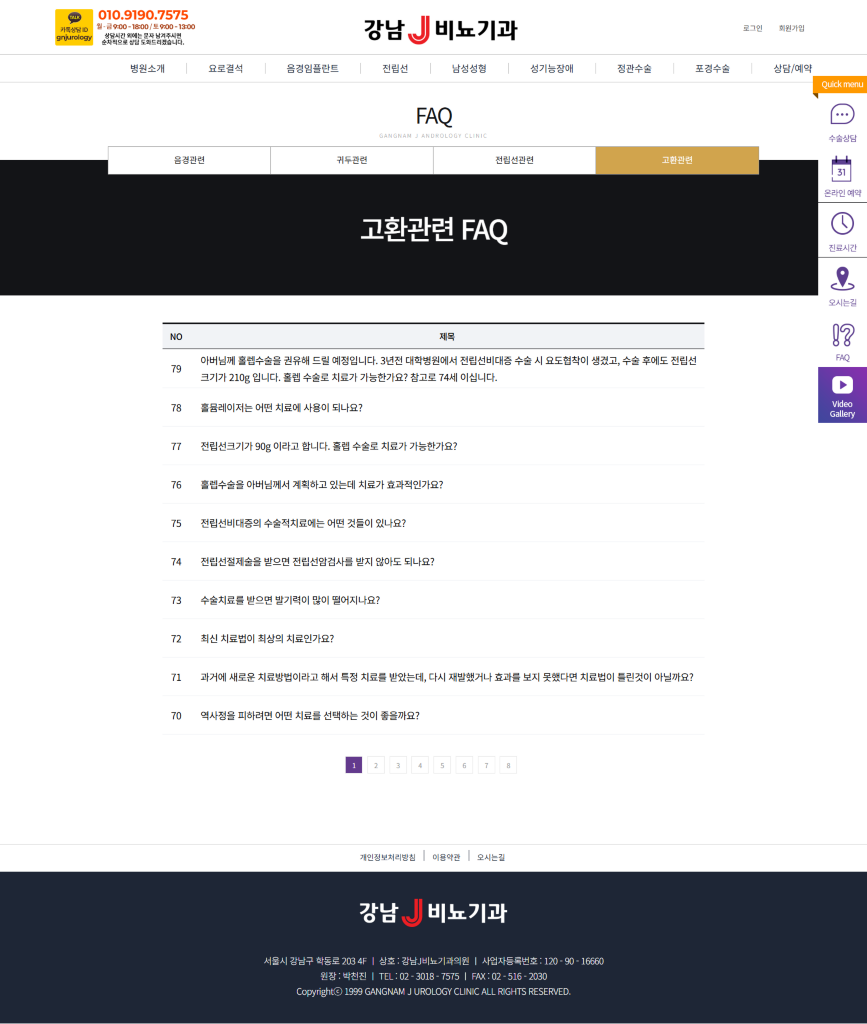 TALK
카톡상담 ID
gnjurology
010.9190.7575
월 - 금 9:00 - 18:00 / 토 9:00 - 13:00
상담시간 외에는 문자 남겨주시면
순차적으로 상담 도와드리겠습니다.
강남 J 비뇨기과
로그인 회원가입
병원소개 요로결석 음경임플란트 전립선 남성성형 성기능장애 정관수술 포경수술 상담/예약
Quick menu
수술상담
31
온라인 예약
진료시간
오시는길
FAQ
Video
Gallery
FAQ
GANGNAM J ANDROLOGY CLINIC
음경관련 귀두관련 전립선관련 고환관련
고환관련 FAQ
NO 제목
79 아버님께 홀렙수술을 권유해 드릴 예정입니다. 3년전 대학병원에서 전립선비대증 수술 시 요도협착이 생겼고, 수술 후에도 전립선
크기가 210g 입니다. 홀렙 수술로 치료가 가능한가요? 참고로 74세 이십니다.
78 홀뮴레이저는 어떤 치료에 사용이 되나요?
77 전립선크기가 90g 이라고 합니다. 홀렙 수술로 치료가 가능한가요?
76 홀렙수술을 아버님께서 계획하고 있는데 치료가 효과적인가요?
75 전립선비대증의 수술적치료에는 어떤 것들이 있나요?
74 전립선절제술을 받으면 전립선암검사를 받지 않아도 되나요?
73 수술치료를 받으면 발기력이 많이 떨어지나요?
72 최신 치료법이 최상의 치료인가요?
71 과거에 새로운 치료방법이라고 해서 특정 치료를 받았는데, 다시 재발했거나 효과를 보지 못했다면 치료법이 틀린것이 아닐까요?
70 역사정을 피하려면 어떤 치료를 선택하는 것이 좋을까요?
1 2 3 4 5 6 7 8
개인정보처리방침 이용약관 오시는길
강남 J 비뇨기과
서울시 강남구 학동로 203 4F | 상호 : 강남J비뇨기과의원 | 사업자등록번호 : 120 - 90 - 16660
원장 : 박천진 | TEL : 02 - 3018 - 7575 | FAX : 02 - 516 - 2030
Copyrightⓒ 1999 GANGNAM J UROLOGY CLINIC ALL RIGHTS RESERVED.